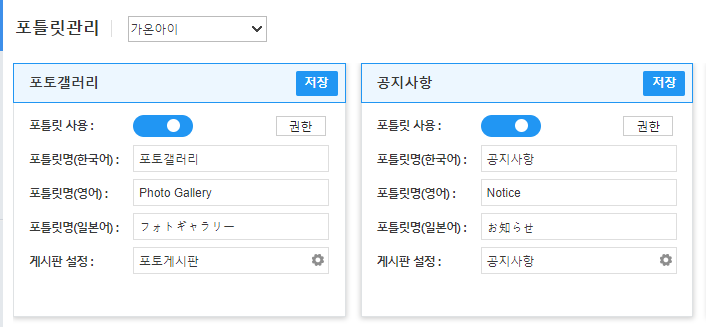 포틀릿관리 가온아이
포토갤러리 저장
포틀릿 사용 : 권한
포틀릿명(한국어) : 포토갤러리
포틀릿명(영어) : Photo Gallery
포틀릿명(일본어) : フォトギャラリー
게시판 설정 : 포토게시판
공지사항 저장
포틀릿 사용 : 권한
포틀릿명(한국어) : 공지사항
포틀릿명(영어) : Notice
포틀릿명(일본어) : お知らせ
게시판 설정 : 공지사항